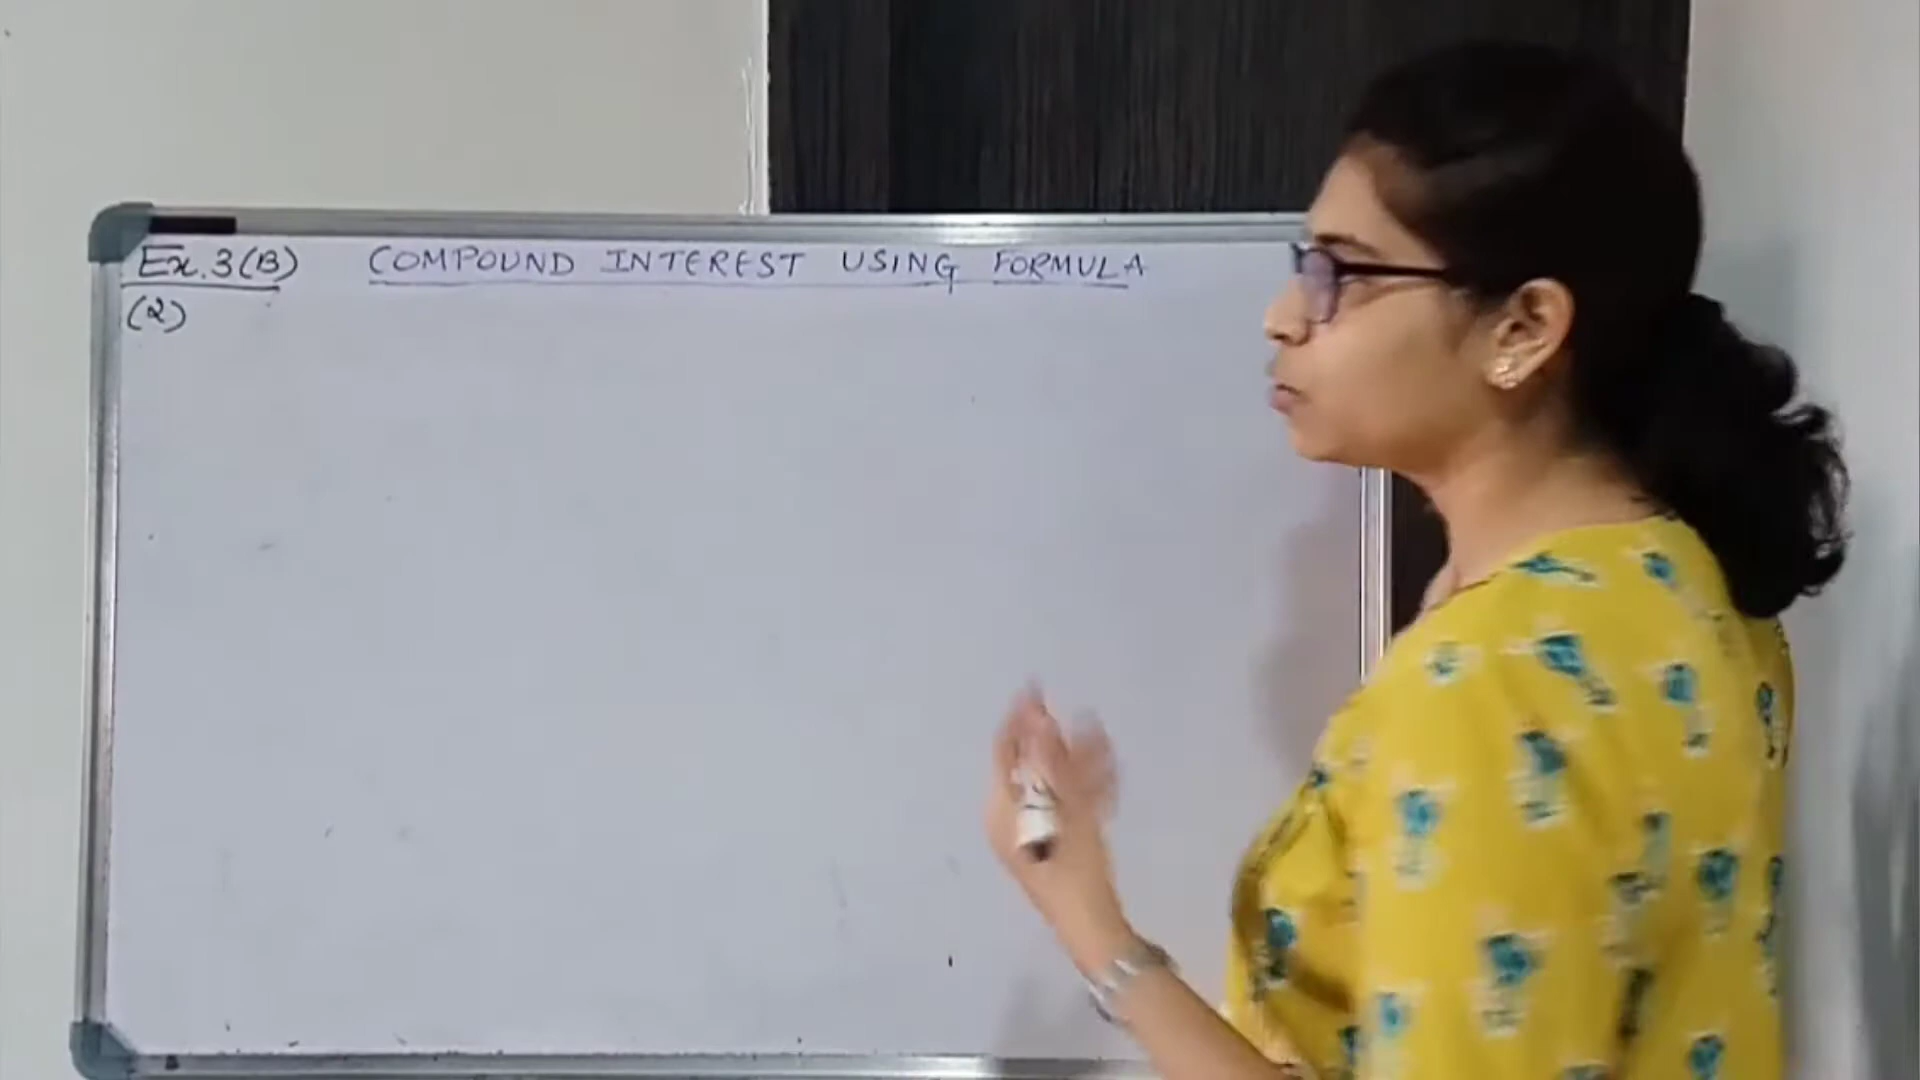 Ex. 3(B) COMPOUND INTEREST USING FORMULA
(2)